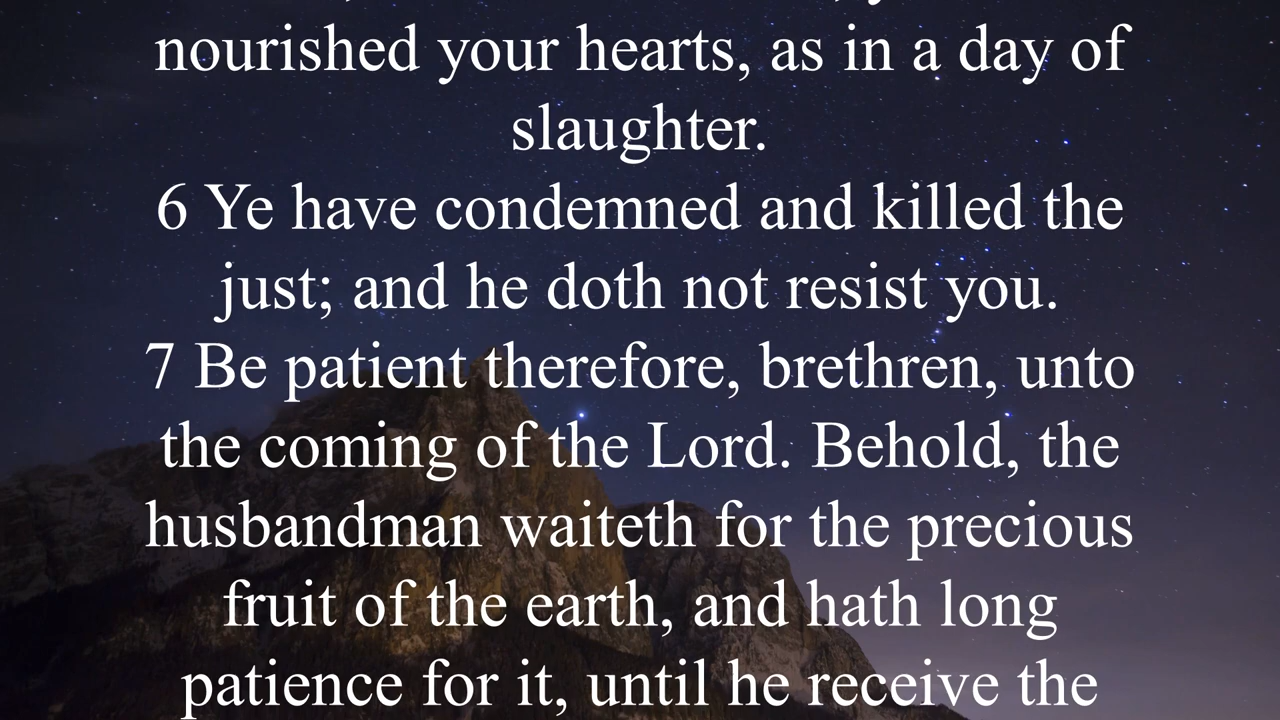 nourished your hearts, as in a day of
slaughter.
6 Ye have condemned and killed the
just; and he doth not resist you.
7 Be patient therefore, brethren, unto
the coming of the Lord. Behold, the
husbandman waiteth for the precious
fruit of the earth, and hath long
patience for it, until he receive the